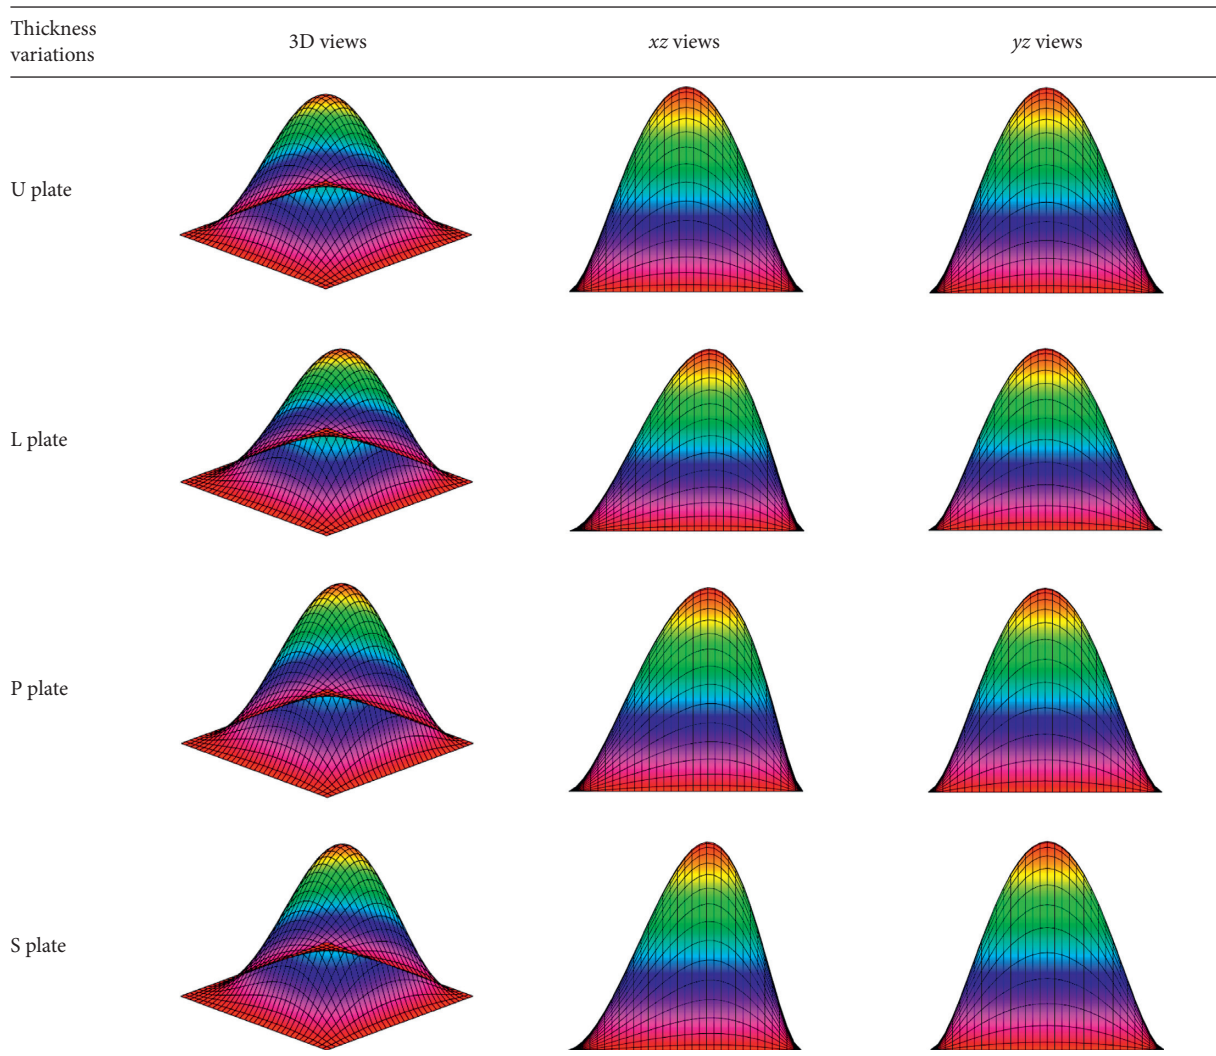 Thickness
variations
3D views
xz views
yz views
U plate
L plate
P plate
S plate